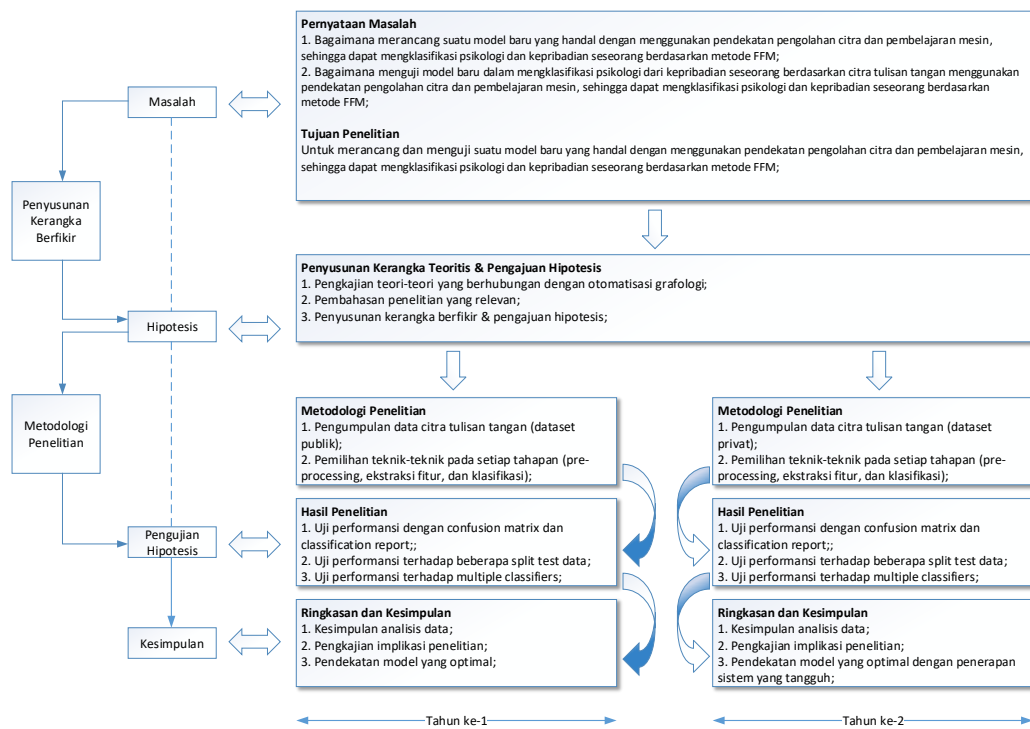 Pernyataan Masalah
1. Bagaimana merancang suatu model baru yang handal dengan menggunakan pendekatan pengolahan citra dan pembelajaran mesin,
sehingga dapat mengklasifikasi psikologi dan kepribadian seseorang berdasarkan metode FFM;
2. Bagaimana menguji model baru dalam mengklasifikasi psikologi dari kepribadian seseorang berdasarkan citra tulisan tangan menggunakan
pendekatan pengolahan citra dan pembelajaran mesin, sehingga dapat mengklasifikasi psikologi dan kepribadian seseorang berdasarkan
metode FFM;
Tujuan Penelitian
Untuk merancang dan menguji suatu model baru yang handal dengan menggunakan pendekatan pengolahan citra dan pembelajaran mesin,
sehingga dapat mengklasifikasi psikologi dan kepribadian seseorang berdasarkan metode FFM;
Masalah
Penyusunan
Kerangka
Berfikir
Penyusunan Kerangka Teoritis & Pengajuan Hipotesis
1. Pengkajian teori-teori yang berhubungan dengan otomatisasi grafologi;
2. Pembahasan penelitian yang relevan;
3. Penyusunan kerangka berfikir & pengajuan hipotesis;
Hipotesis
Metodologi
Penelitian
Metodologi Penelitian
1. Pengumpulan data citra tulisan tangan (dataset
publik);
2. Pemilihan teknik-teknik pada setiap tahapan (pre-
processing, ekstraksi fitur, dan klasifikasi);
Metodologi Penelitian
1. Pengumpulan data citra tulisan tangan (dataset
privat);
2. Pemilihan teknik-teknik pada setiap tahapan (pre-
processing, ekstraksi fitur, dan klasifikasi);
Pengujian
Hipotesis
Hasil Penelitian
1. Uji performansi dengan confusion matrix dan
classification report;;
2. Uji performansi terhadap beberapa split test data;
3. Uji performansi terhadap multiple classifiers;
Hasil Penelitian
1. Uji performansi dengan confusion matrix dan
classification report;;
2. Uji performansi terhadap beberapa split test data;
3. Uji performansi terhadap multiple classifiers;
Kesimpulan
Ringkasan dan Kesimpulan
1. Kesimpulan analisis data;
2. Pengkajian implikasi penelitian;
3. Pendekatan model yang optimal;
Ringkasan dan Kesimpulan
1. Kesimpulan analisis data;
2. Pengkajian implikasi penelitian;
3. Pendekatan model yang optimal dengan penerapan
sistem yang tangguh;
Tahun ke-1
Tahun ke-2